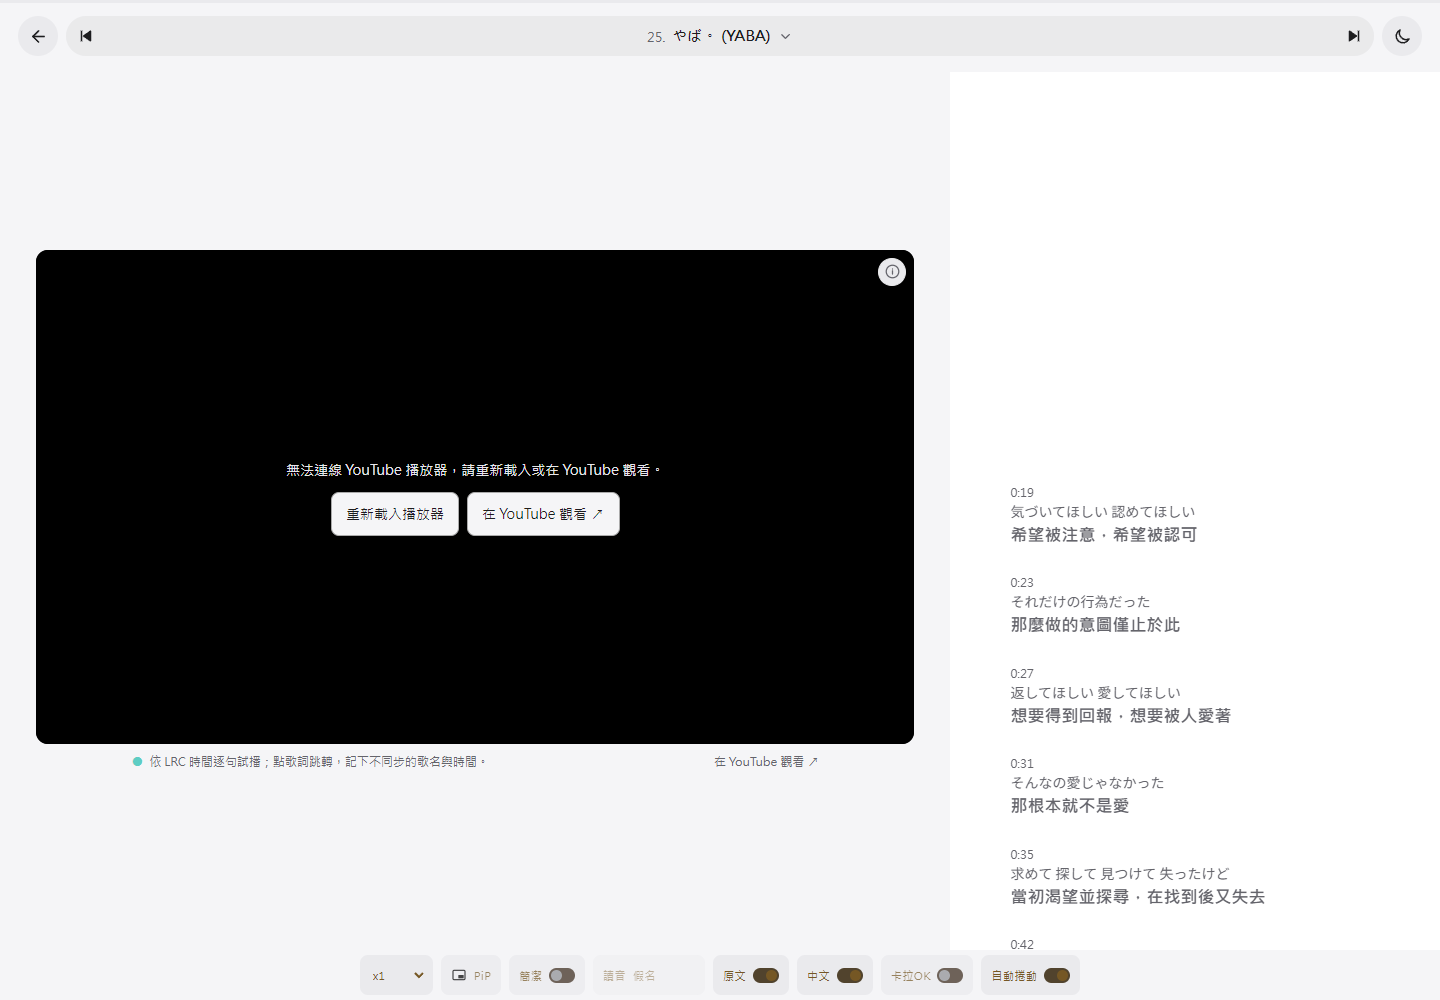 25. やば。 (YABA)
無法連線 YouTube 播放器，請重新載入或在 YouTube 觀看。
重新載入播放器
在 YouTube 觀看 ↗
依 LRC 時間逐句試播；點歌詞跳轉，記下不同步的歌名與時間。
在 YouTube 觀看 ↗
0:19
気づいてほしい 認めてほしい
希望被注意，希望被認可
0:23
それだけの行為だった
那麼做的意圖僅止於此
0:27
返してほしい 愛してほしい
想要得到回報，想要被人愛著
0:31
そんなの愛じゃなかった
那根本就不是愛
0:35
求めて 探して 見つけて 失ったけど
當初渴望並探尋，在找到後又失去
0:42
x1
PiP
簡潔
讀音 假名
原文
中文
卡拉OK
自動捲動